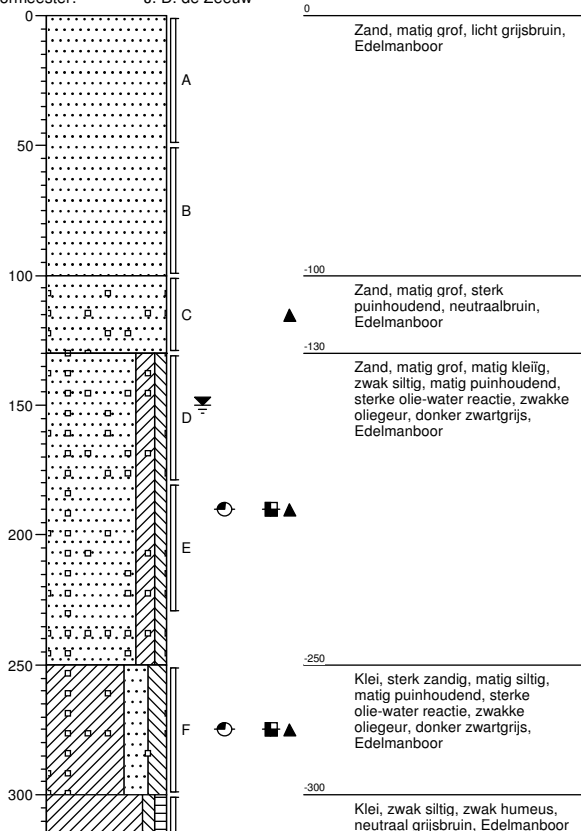 ormeester: J. D. de Zeeuw
0
0
Zand, matig grof, licht grijsbruin,
Edelmanboor
A
50
B
100
-100
Zand, matig grof, sterk
puinhoudend, neutraalbruin,
Edelmanboor
C
-130
Zand, matig grof, matig kleiïg,
zwak siltig, matig puinhoudend,
sterke olie-water reactie, zwakke
oliegeur, donker zwartgrijs,
Edelmanboor
150
D
200
E
250
-250
Klei, sterk zandig, matig siltig,
matig puinhoudend, sterke
olie-water reactie, zwakke
oliegeur, donker zwartgrijs,
Edelmanboor
F
300
-300
Klei, zwak siltig, zwak humeus,
neutraal grijsbruin, Edelmanboor